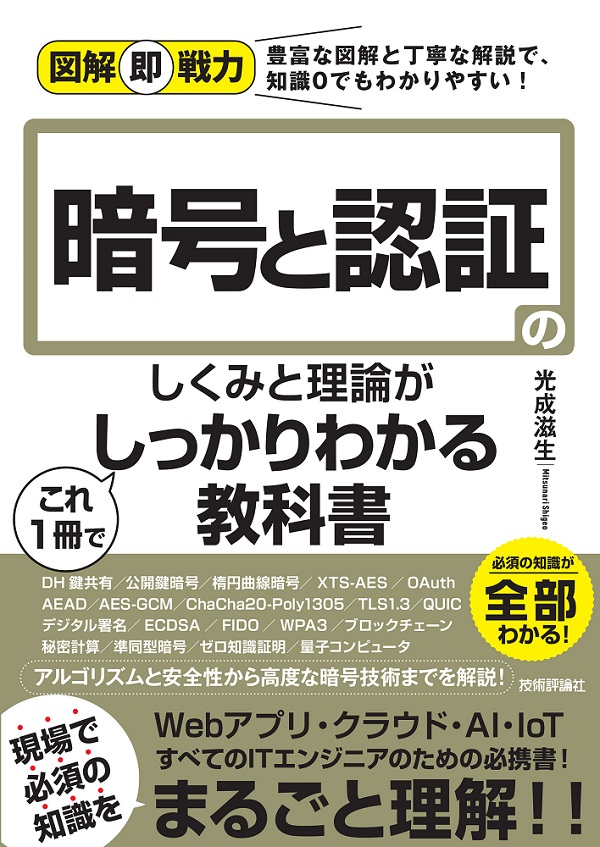 図解即戦力
豊富な図解と丁寧な解説で、
知識0でもわかりやすい!
暗号と認証
の
しくみと理論が
しっかりわかる
教科書
光成滋生
Mitsunari Shigeo
これ
1冊で
DH鍵共有/公開鍵暗号/楕円曲線暗号/XTS-AES/OAuth
AEAD/AES-GCM/ChaCha20-Poly1305/TLS1.3/QUIC
デジタル署名/ECDSA/FIDO/WPA3/ブロックチェーン
秘密計算/準同型暗号/ゼロ知識証明/量子コンピュータ
アルゴリズムと安全性から高度な暗号技術までを解説!
必須の知識が
全部
わかる!
技術評論社
現場で
必須の
知識を
Webアプリ・クラウド・AI・IoT
すべてのITエンジニアのための必携書!
まるごと理解!!